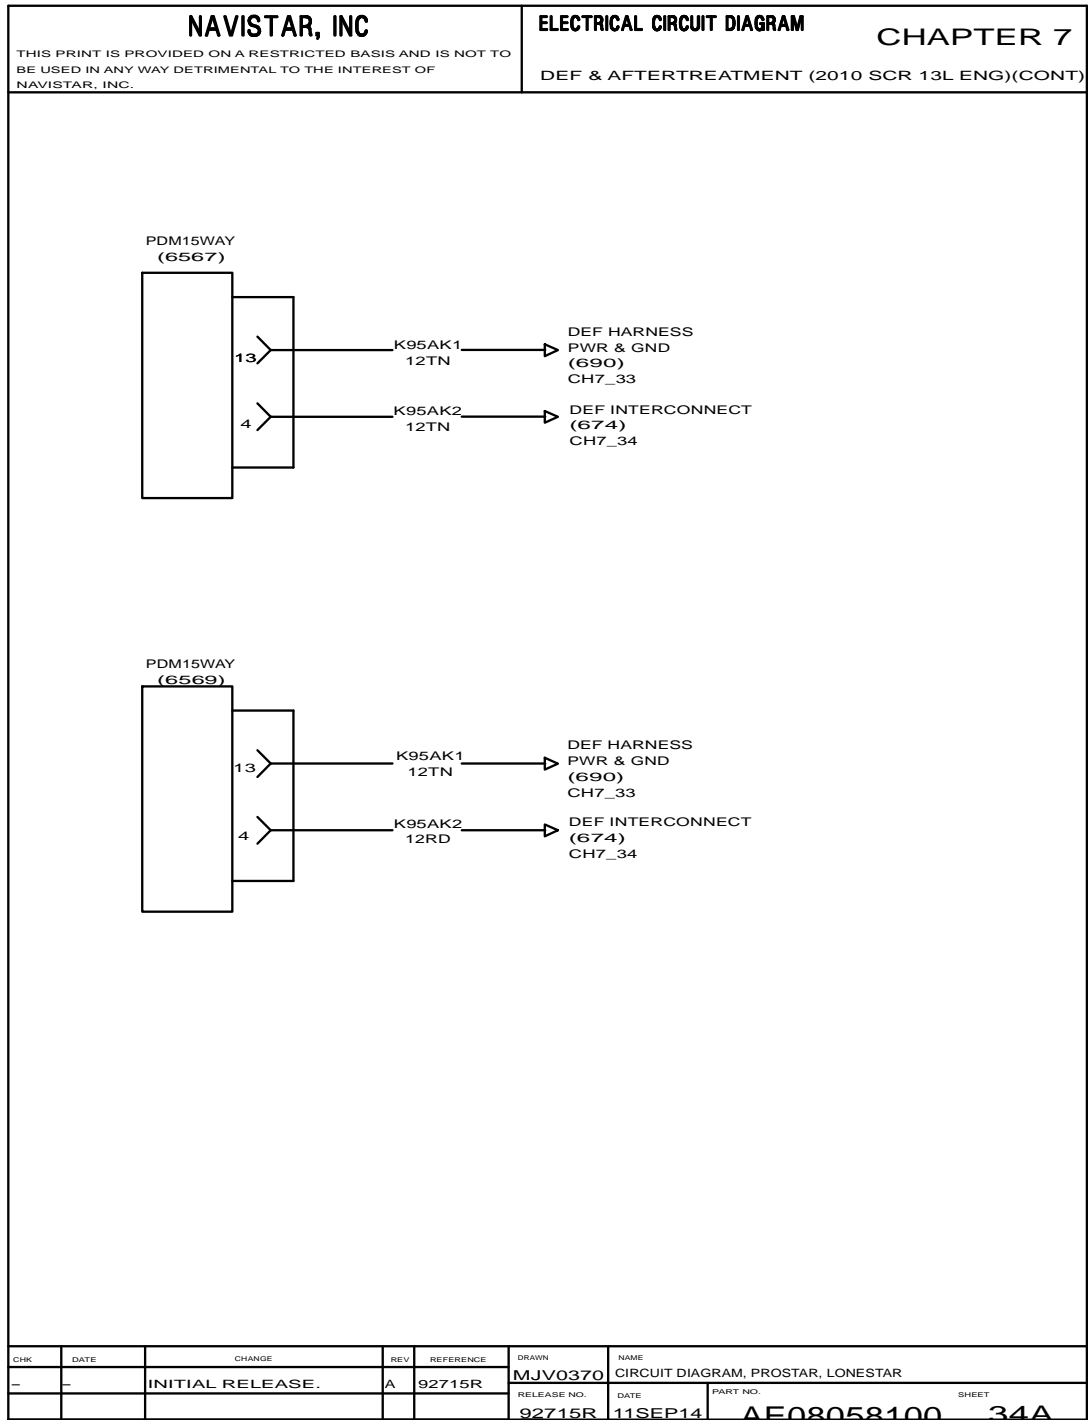 NAVISTAR, INC
THIS PRINT IS PROVIDED ON A RESTRICTED BASIS AND IS NOT TO
BE USED IN ANY WAY DETRIMENTAL TO THE INTEREST OF
NAVISTAR, INC.
ELECTRICAL CIRCUIT DIAGRAM
CHAPTER 7
DEF & AFTERTREATMENT (2010 SCR 13L ENG)(CONT)
PDM15WAY
(6567)
13
K95AK1
12TN
DEF HARNESS
PWR & GND
(690)
CH7_33
4
K95AK2
12TN
DEF INTERCONNECT
(674)
CH7_34
PDM15WAY
(6569)
13
K95AK1
12TN
DEF HARNESS
PWR & GND
(690)
CH7_33
4
K95AK2
12RD
DEF INTERCONNECT
(674)
CH7_34
CHK DATE CHANGE REV REFERENCE
– – INITIAL RELEASE. A 92715R
DRAWN
MJV0370
NAME
CIRCUIT DIAGRAM, PROSTAR, LONESTAR
RELEASE NO.
92715R
DATE
11SEP14
PART NO.
AE08058100
SHEET
34A